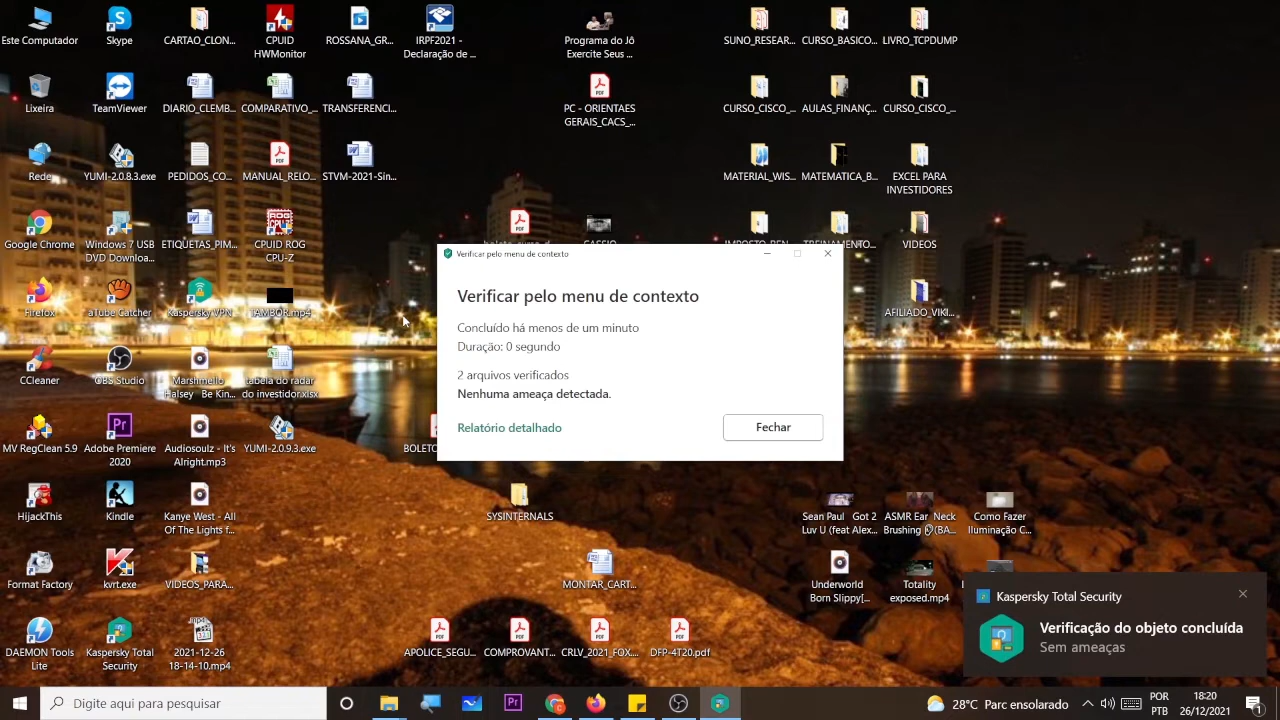 Este Computador
Skype
CARTAO_CLON...
CPUID
HWMonitor
ROSSANA_GR...
IRPF2021 -
Declaração de ...
Programa do Jô
Exercite Seus ...
SUNO_RESEAR...
CURSO_BASICO...
LIVRO_TCPDUMP
Lixeira
TeamViewer
DIARIO_CLEMB...
COMPARATIVO_...
TRANSFERENCI...
PC - ORIENTAES
GERAIS_CACS_...
CURSO_CISCO_...
AULAS_FINANÇ...
CURSO_CISCO_...
Rede
YUMI-2.0.8.3.exe
PEDIDOS_CO...
MANUAL_RELO...
STVM-2021-Sin...
MATERIAL_WIS...
MATEMATICA_B...
EXCEL PARA
INVESTIDORES
Google Chrome
Windows 7 USB
DVD Downloa...
ETIQUETAS_PIM...
CPUID ROG
CPU-Z
VIDEOS
Firefox
aTube Catcher
Kaspersky VPN
TAMBOR.mp4
AFILIADO_VIKI...
CCleaner
OBS Studio
Marshmello
Halsey   Be Kin...
tabela do radar
do investidor.xlsx
MV RegClean 5.9
Adobe Premiere
2020
Audiosoulz - It's
Alright.mp3
YUMI-2.0.9.3.exe
Verificar pelo menu de contexto
Verificar pelo menu de contexto
Concluído há menos de um minuto
Duração: 0 segundo
2 arquivos verificados
Nenhuma ameaça detectada.
Relatório detalhado
Fechar
HijackThis
Kindle
Kanye West - All
Of The Lights f...
SYSINTERNALS
Sean Paul   Got 2
Luv U (feat Alex...
ASMR Ear  Neck
Brushing (BA...
Como Fazer
Iluminação C...
Format Factory
kvrt.exe
VIDEOS_PARA...
MONTAR_CART...
Underworld
Born Slippy[...
Totality
exposed.mp4
DAEMON Tools
Lite
Kaspersky Total
Security
2021-12-26
18-14-10.mp4
APOLICE_SEGU...
COMPROVANT...
CRLV_2021_FOX....
DFP-4T20.pdf
Kaspersky Total Security
Verificação do objeto concluída
Sem ameaças
Digite aqui para pesquisar
28°C  Parc ensolarado
POR
PTB
18:20
26/12/2021